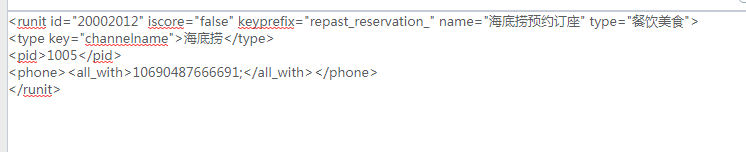 <runit id="20002012" iscore="false" keyprefix="repast_reservation_" name="海底捞预约订座" type="餐饮美食">
<type key="channelname">海底捞</type>
<pid>1005</pid>
<phone><all_with>10690487666691;</all_with></phone>
</runit>